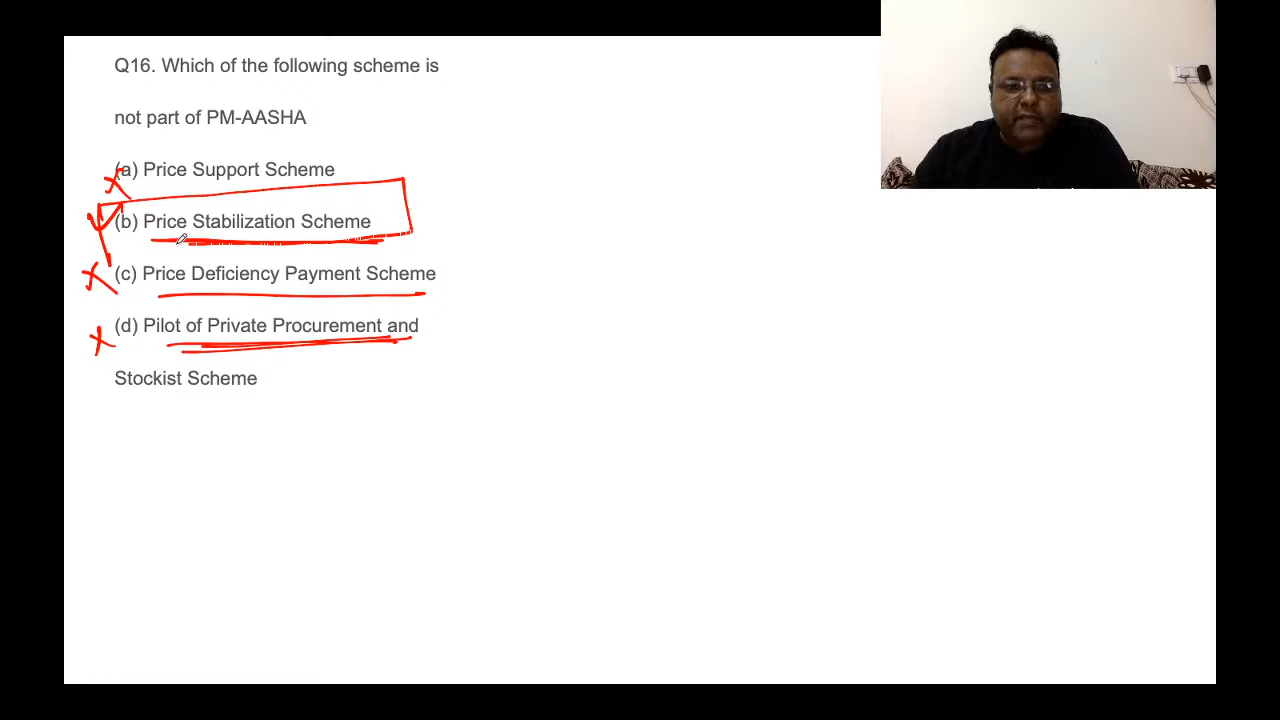 Q16. Which of the following scheme is
not part of PM-AASHA
(a) Price Support Scheme
(b) Price Stabilization Scheme
(c) Price Deficiency Payment Scheme
(d) Pilot of Private Procurement and
Stockist Scheme